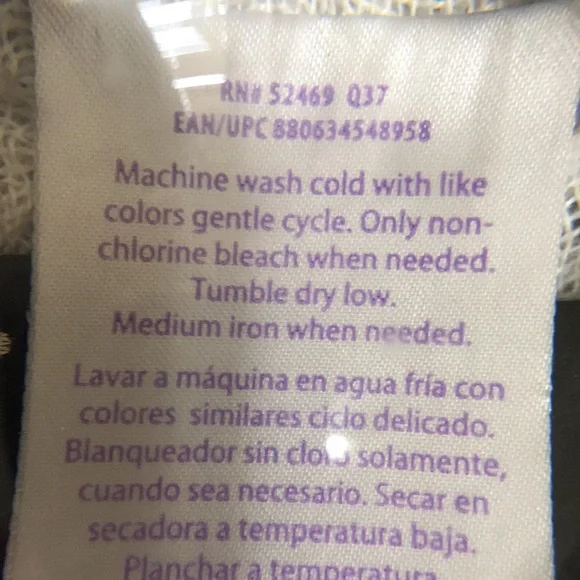 RN# 52469 Q37
EAN/UPC 880634548958
Machine wash cold with like
colors gentle cycle. Only non-
chlorine bleach when needed.
Tumble dry low.
Medium iron when needed.
Lavar a máquina en agua fría con
colores similares ciclo delicado.
Blanqueador sin cloro solamente,
cuando sea necesario. Secar en
secadora a temperatura baja.
Planchar a temperatura